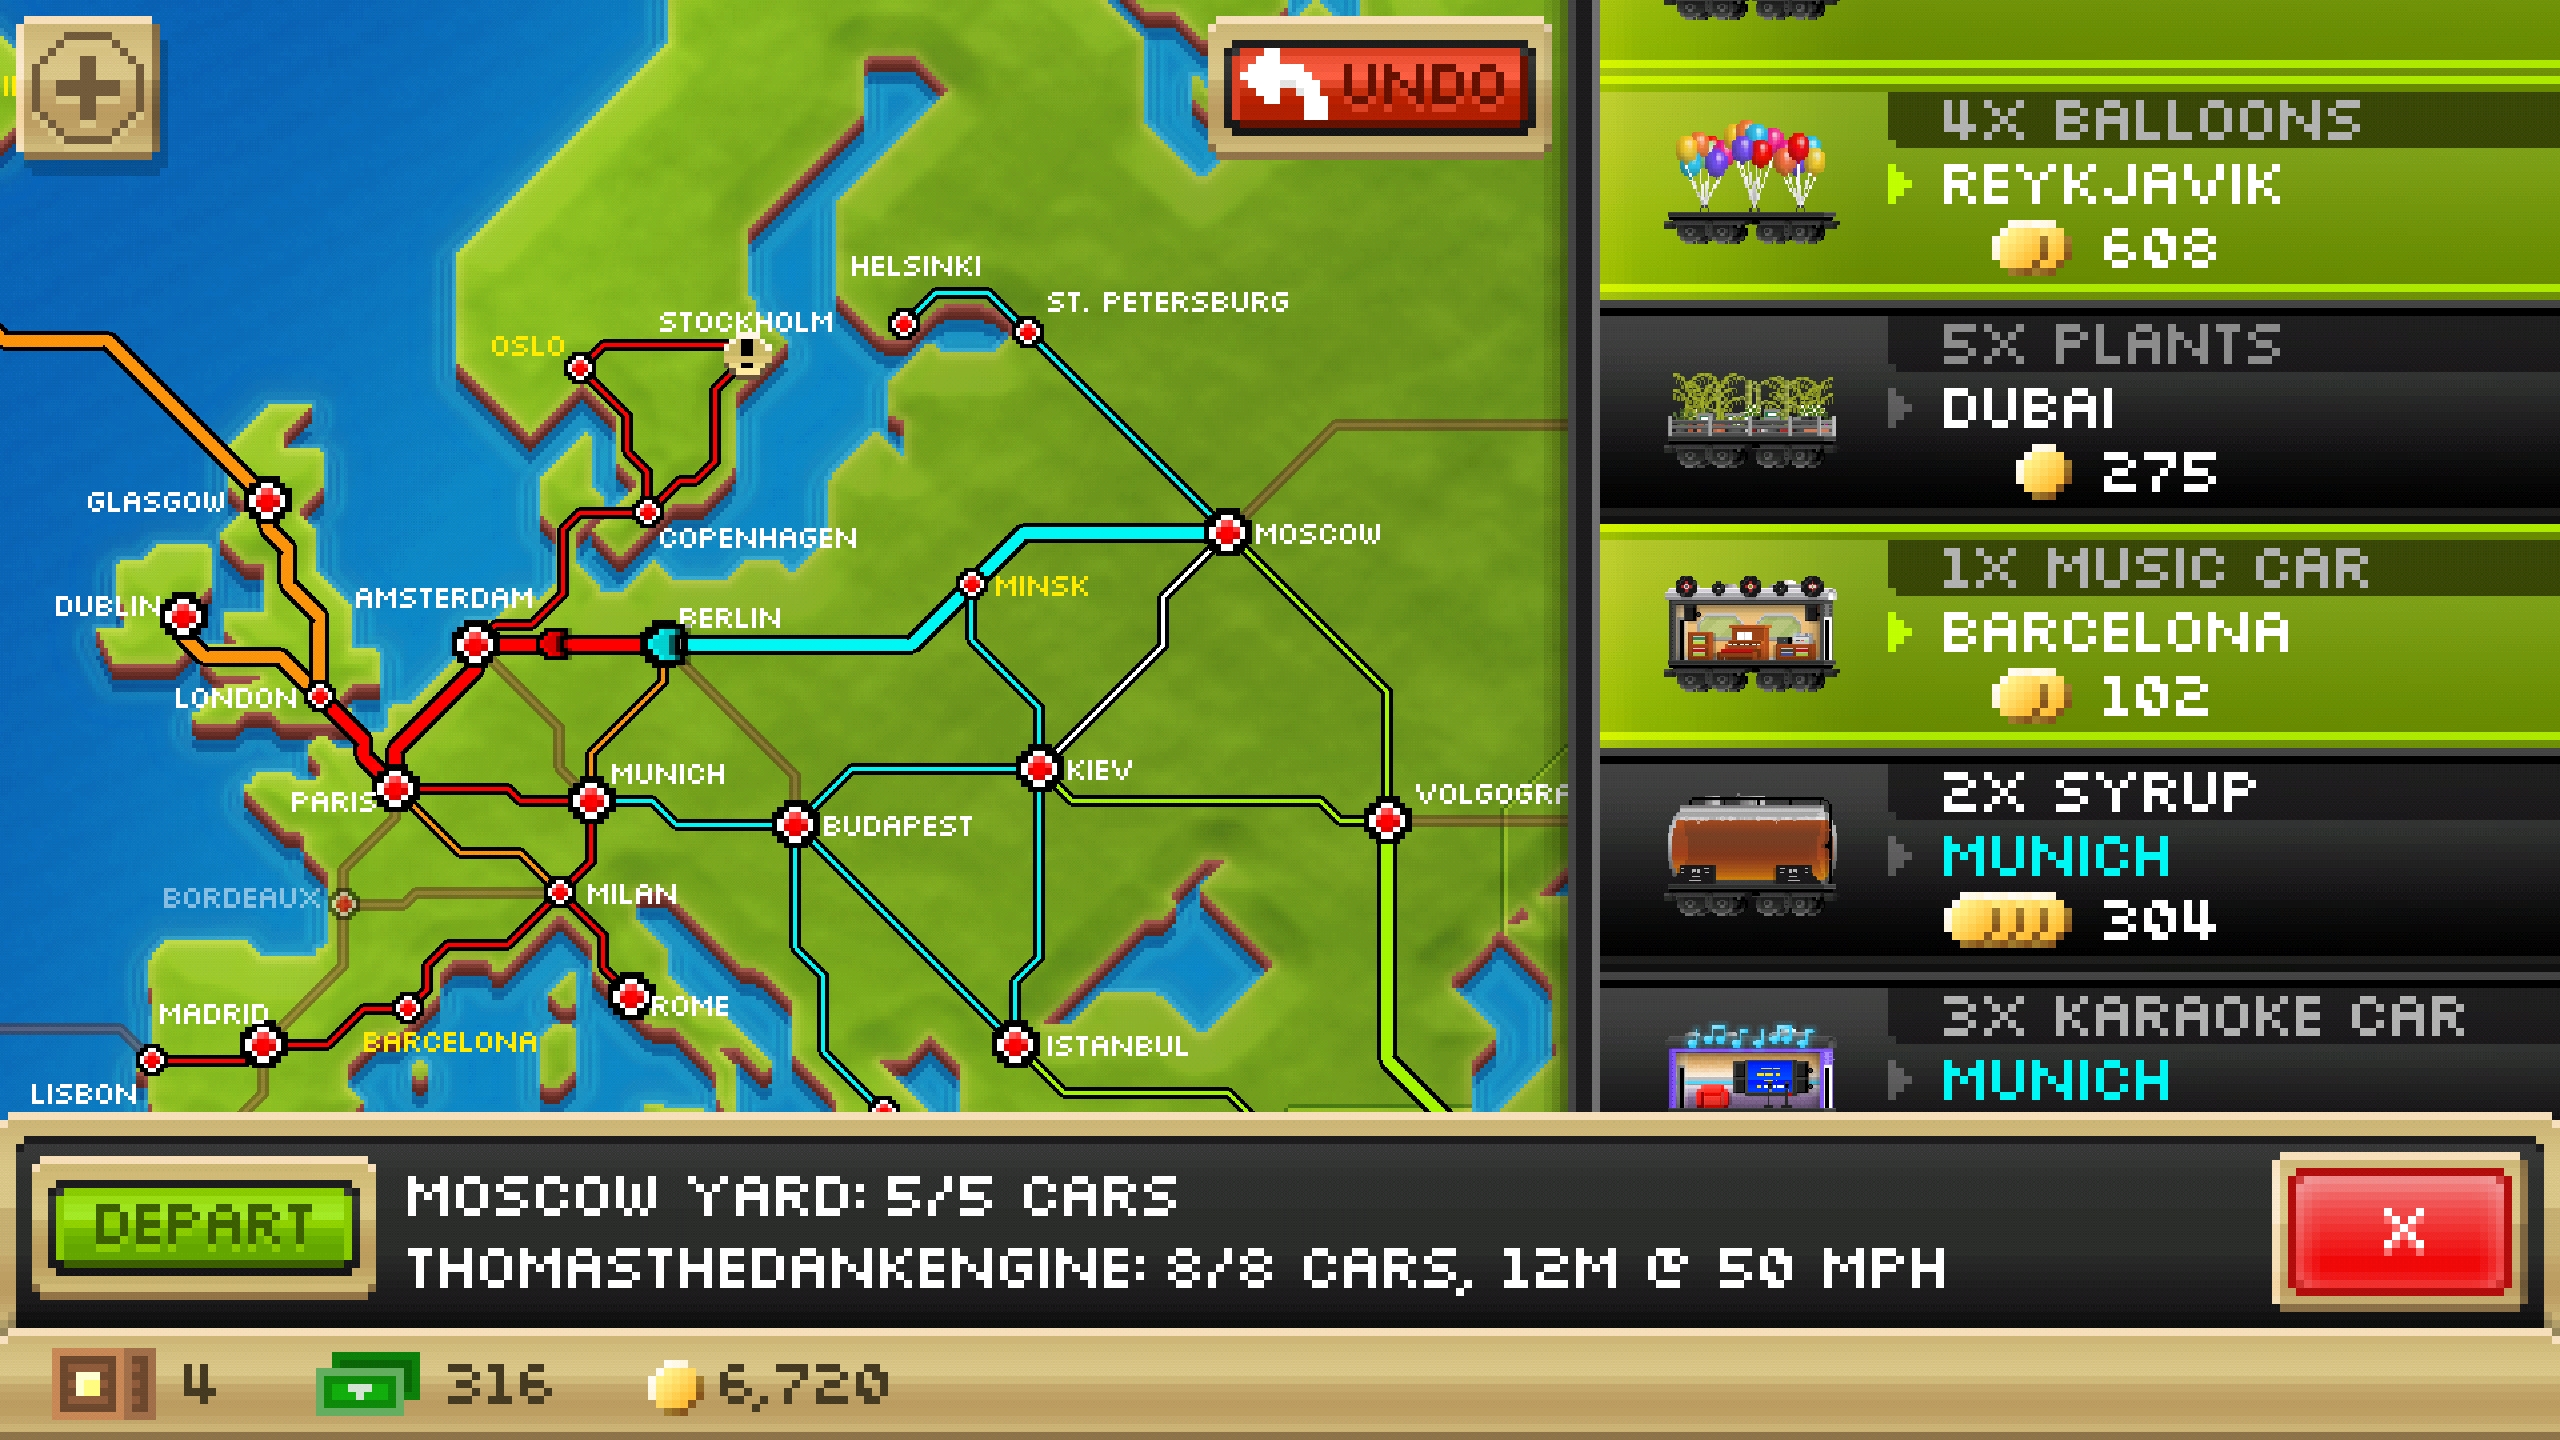 UNDO
HELSINKI
ST. PETERSBURG
STOCKHOLM
OSLO
GLASGOW
COPENHAGEN
MOSCOW
MINSK
AMSTERDAM
DUBLIN
BERLIN
LONDON
MUNICH
KIEV
PARIS
VOLGOGRA
BUDAPEST
BORDEAUX
MILAN
MADRID
ROME
BARCELONA
ISTANBUL
LISBON
4X BALLOONS
REYKJAVIK
608
5X PLANTS
DUBAI
275
1X MUSIC CAR
BARCELONA
102
2X SYRUP
MUNICH
304
3X KARAOKE CAR
MUNICH
DEPART
MOSCOW YARD: 5/5 CARS
THOMASTHEDANKENGINE: 8/8 CARS, 12M @ 50 MPH
X
4
316
6,720